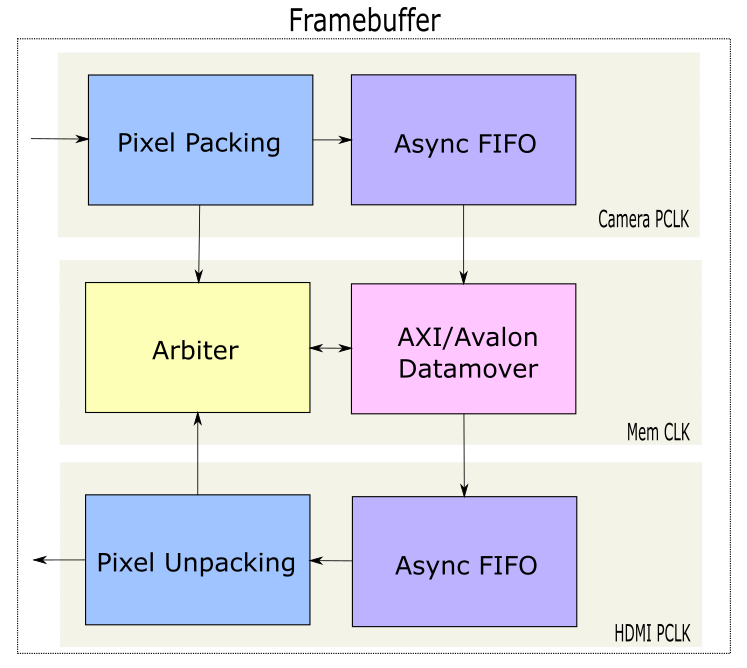 Framebuffer
Pixel Packing
Async FIFO
Camera PCLK
Arbiter
AXI/Avalon
Datamover
Mem CLK
Pixel Unpacking
Async FIFO
HDMI PCLK